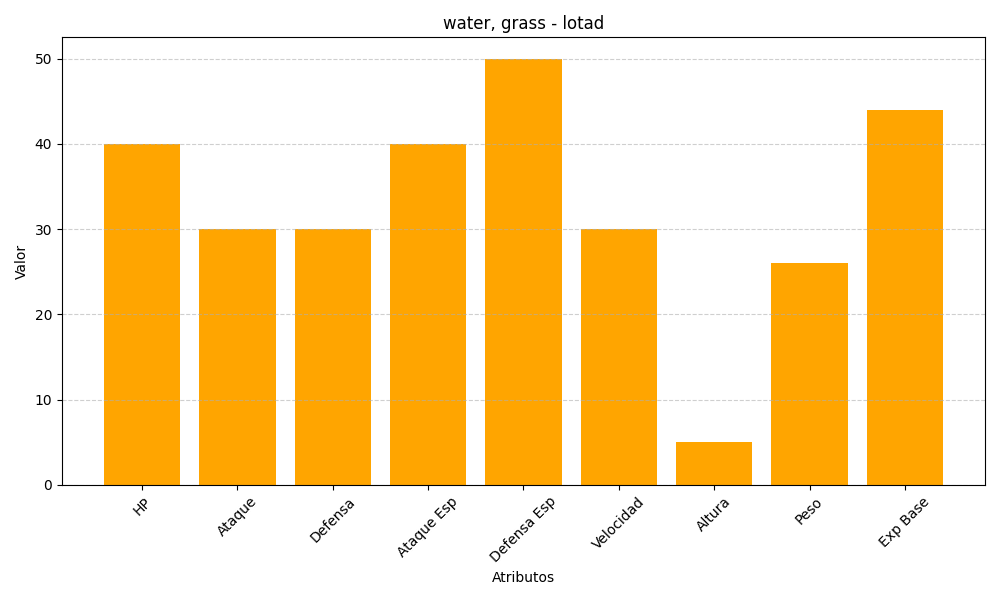 water, grass - lotad
Valor
50
40
30
20
10
0
HP
Ataque
Defensa
Ataque Esp
Defensa Esp
Velocidad
Altura
Peso
Exp Base
Atributos